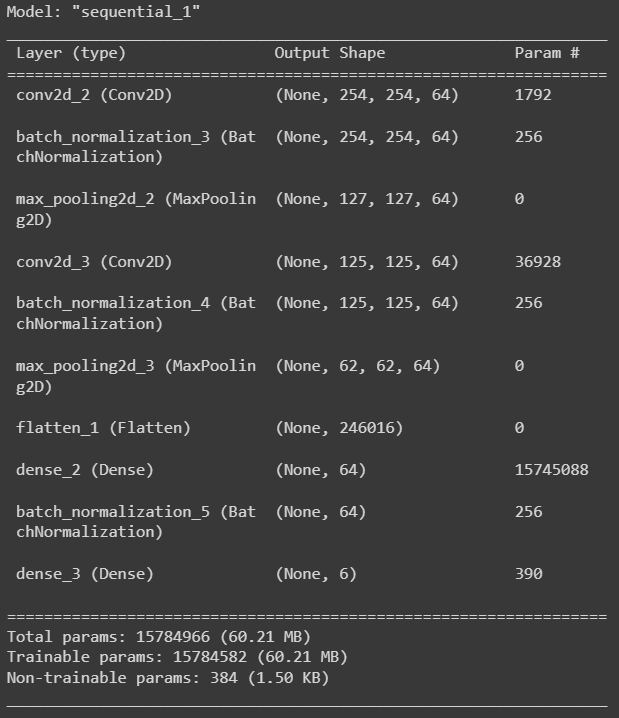 Model: "sequential_1"
Layer (type) Output Shape Param #
=================================================================
conv2d_2 (Conv2D) (None, 254, 254, 64) 1792
batch_normalization_3 (Bat (None, 254, 254, 64) 256
chNormalization)
max_pooling2d_2 (MaxPoolin (None, 127, 127, 64) 0
g2D)
conv2d_3 (Conv2D) (None, 125, 125, 64) 36928
batch_normalization_4 (Bat (None, 125, 125, 64) 256
chNormalization)
max_pooling2d_3 (MaxPoolin (None, 62, 62, 64) 0
g2D)
flatten_1 (Flatten) (None, 246016) 0
dense_2 (Dense) (None, 64) 15745088
batch_normalization_5 (Bat (None, 64) 256
chNormalization)
dense_3 (Dense) (None, 6) 390
=================================================================
Total params: 15784966 (60.21 MB)
Trainable params: 15784582 (60.21 MB)
Non-trainable params: 384 (1.50 KB)